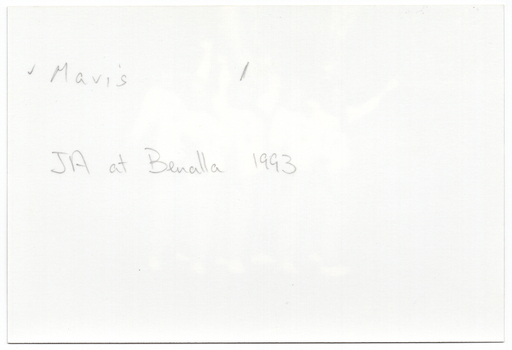 ✓ Mavis /
JA at Benalla 1993